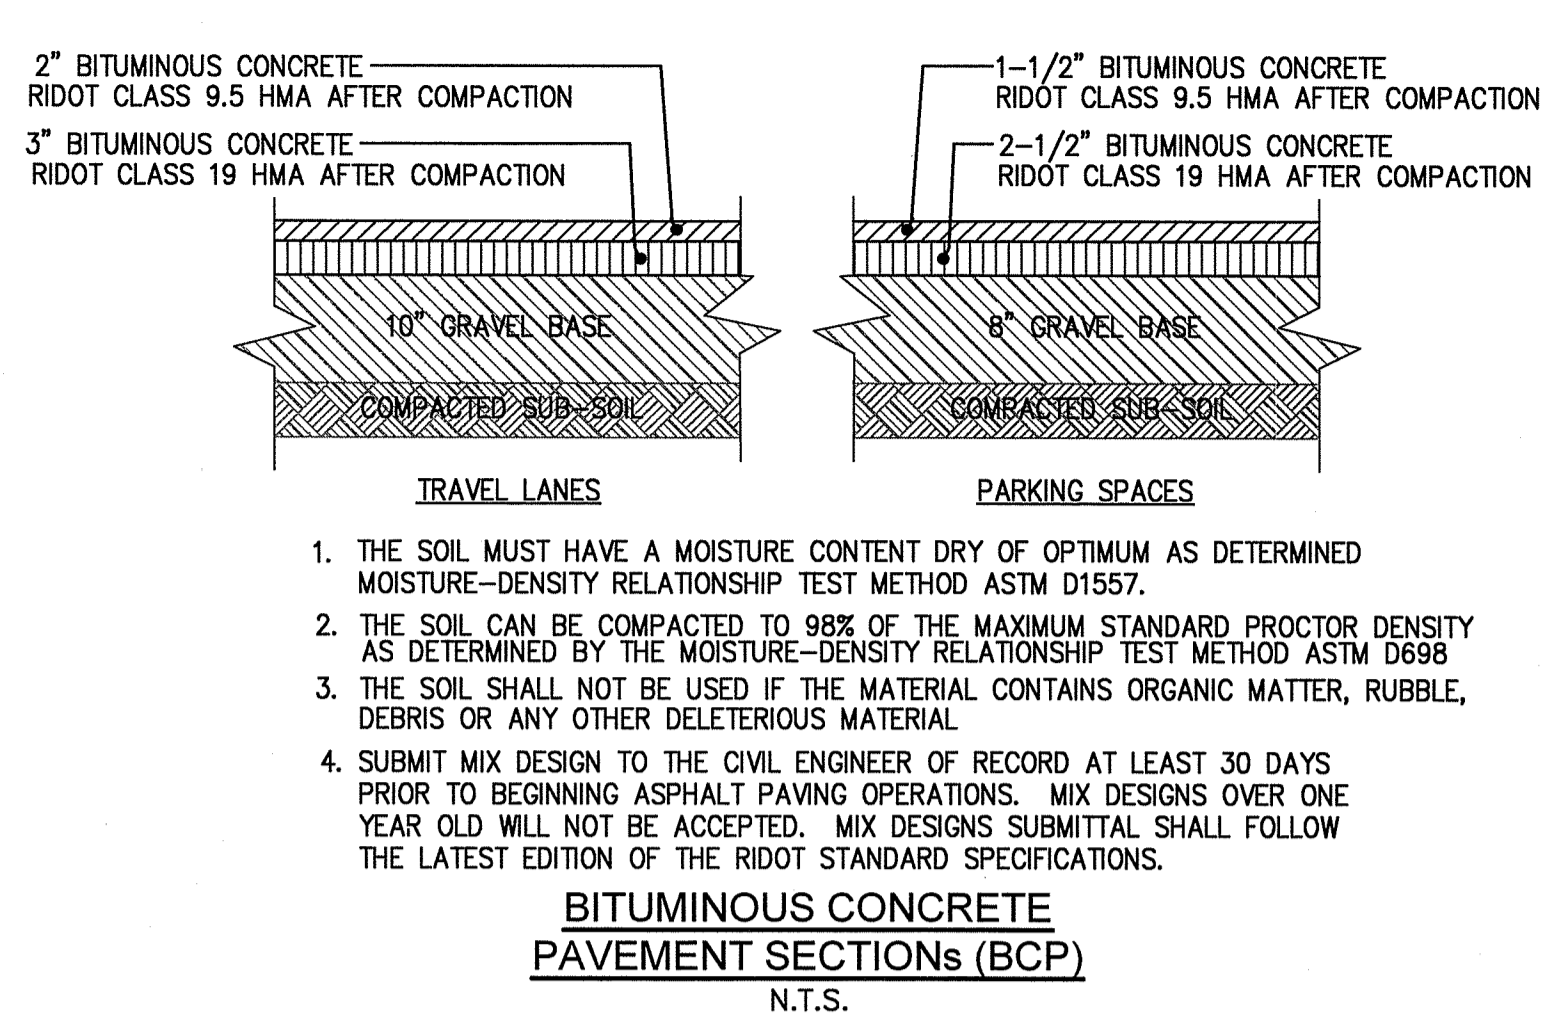 2" BITUMINOUS CONCRETE
RIDOT CLASS 9.5 HMA AFTER COMPACTION
3" BITUMINOUS CONCRETE
RIDOT CLASS 19 HMA AFTER COMPACTION
1-1/2" BITUMINOUS CONCRETE
RIDOT CLASS 9.5 HMA AFTER COMPACTION
2-1/2" BITUMINOUS CONCRETE
RIDOT CLASS 19 HMA AFTER COMPACTION
10" GRAVEL BASE
COMPACTED SUB-SOIL
TRAVEL LANES
8" GRAVEL BASE
COMPACTED SUB-SOIL
PARKING SPACES
1. THE SOIL MUST HAVE A MOISTURE CONTENT DRY OF OPTIMUM AS DETERMINED
MOISTURE-DENSITY RELATIONSHIP TEST METHOD ASTM D1557.
2. THE SOIL CAN BE COMPACTED TO 98% OF THE MAXIMUM STANDARD PROCTOR DENSITY
AS DETERMINED BY THE MOISTURE-DENSITY RELATIONSHIP TEST METHOD ASTM D698
3. THE SOIL SHALL NOT BE USED IF THE MATERIAL CONTAINS ORGANIC MATTER, RUBBLE,
DEBRIS OR ANY OTHER DELETERIOUS MATERIAL
4. SUBMIT MIX DESIGN TO THE CIVIL ENGINEER OF RECORD AT LEAST 30 DAYS
PRIOR TO BEGINNING ASPHALT PAVING OPERATIONS. MIX DESIGNS OVER ONE
YEAR OLD WILL NOT BE ACCEPTED. MIX DESIGNS SUBMITTAL SHALL FOLLOW
THE LATEST EDITION OF THE RIDOT STANDARD SPECIFICATIONS.
BITUMINOUS CONCRETE
PAVEMENT SECTIONs (BCP)
N.T.S.